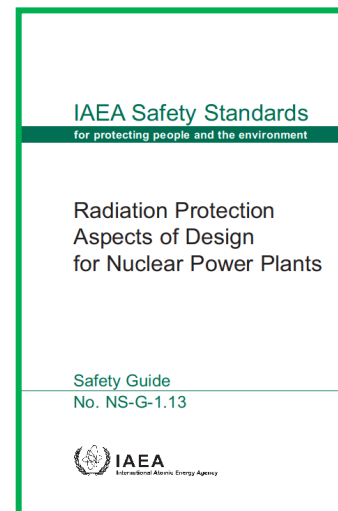 IAEA Safety Standards
for protecting people and the environment
Radiation Protection
Aspects of Design
for Nuclear Power Plants
Safety Guide
No. NS-G-1.13
IAEA
International Atomic Energy Agency